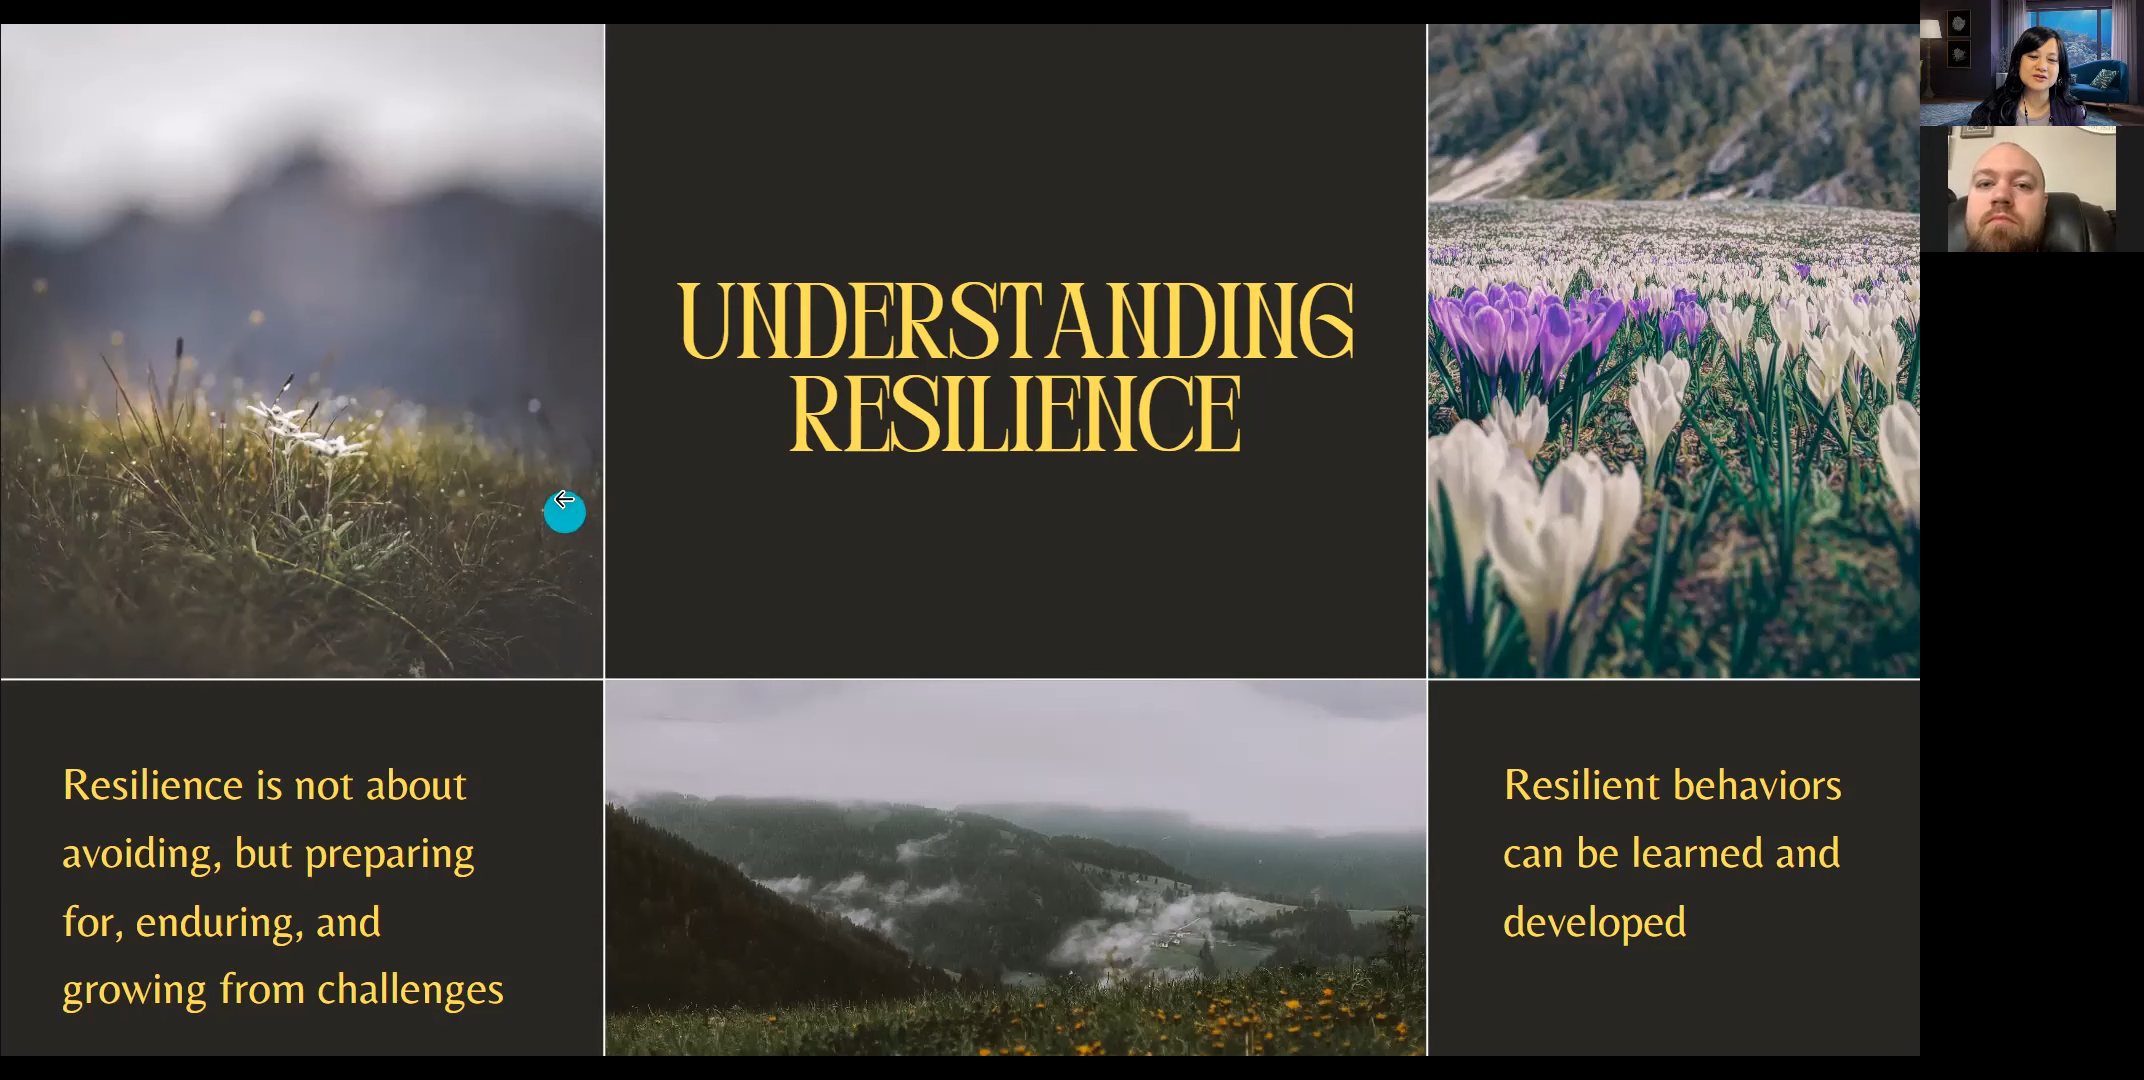 UNDERSTANDING
RESILIENCE
Resilience is not about
avoiding, but preparing
for, enduring, and
growing from challenges
Resilient behaviors
can be learned and
developed